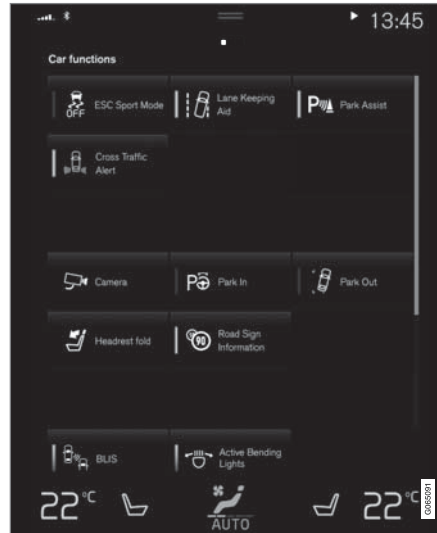 13:45
Car functions
OFF
ESC Sport Mode
Lane Keeping
Aid
P
Park Assist
Cross Traffic
Alert
Camera
P
Park In
Park Out
Headrest fold
90
Road Sign
Information
BLIS
Active Bending
Lights
22°C
AUTO
22°C
G065091